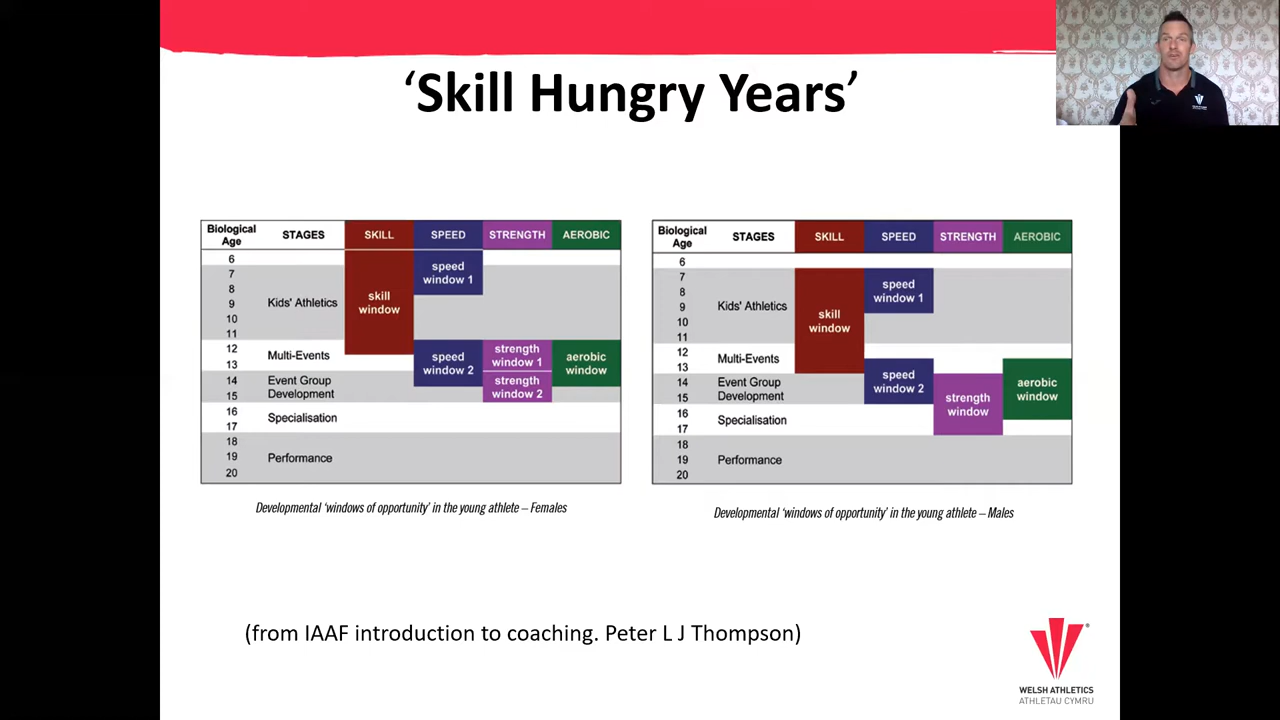 ‘Skill Hungry Years’
Biological Age STAGES SKILL SPEED STRENGTH AEROBIC
6
7
8
9
10
11
12
13
14
15
16
17
18
19
20
Kids' Athletics
Multi-Events
Event Group
Development
Specialisation
Performance
skill
window
speed
window 1
speed
window 2
strength
window 1
strength
window 2
aerobic
window
Developmental ‘windows of opportunity’ in the young athlete – Females
Biological Age STAGES SKILL SPEED STRENGTH AEROBIC
6
7
8
9
10
11
12
13
14
15
16
17
18
19
20
Kids' Athletics
Multi-Events
Event Group
Development
Specialisation
Performance
skill
window
speed
window 1
speed
window 2
strength
window
aerobic
window
Developmental ‘windows of opportunity’ in the young athlete – Males
(from IAAF introduction to coaching. Peter L J Thompson)
WELSH ATHLETICS
ATHLETAU CYMRU